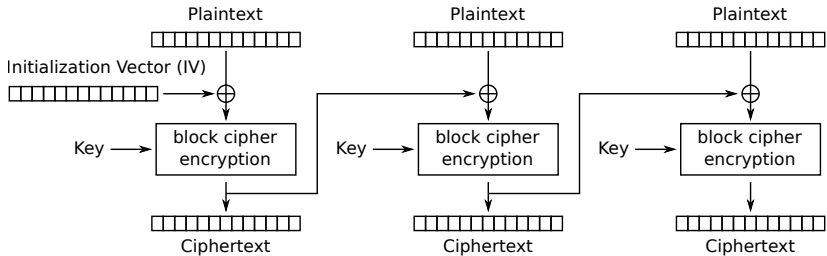 Plaintext
Plaintext
Plaintext
Initialization Vector (IV)
Key
block cipher
encryption
Key
block cipher
encryption
Key
block cipher
encryption
Ciphertext
Ciphertext
Ciphertext